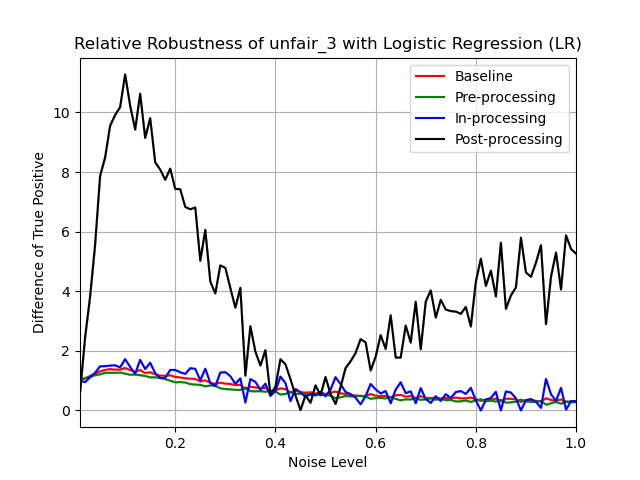 Relative Robustness of unfair_3 with Logistic Regression (LR)
Difference of True Positive
10
8
6
4
2
0
Baseline
Pre-processing
In-processing
Post-processing
0.2
0.4
0.6
0.8
1.0
Noise Level